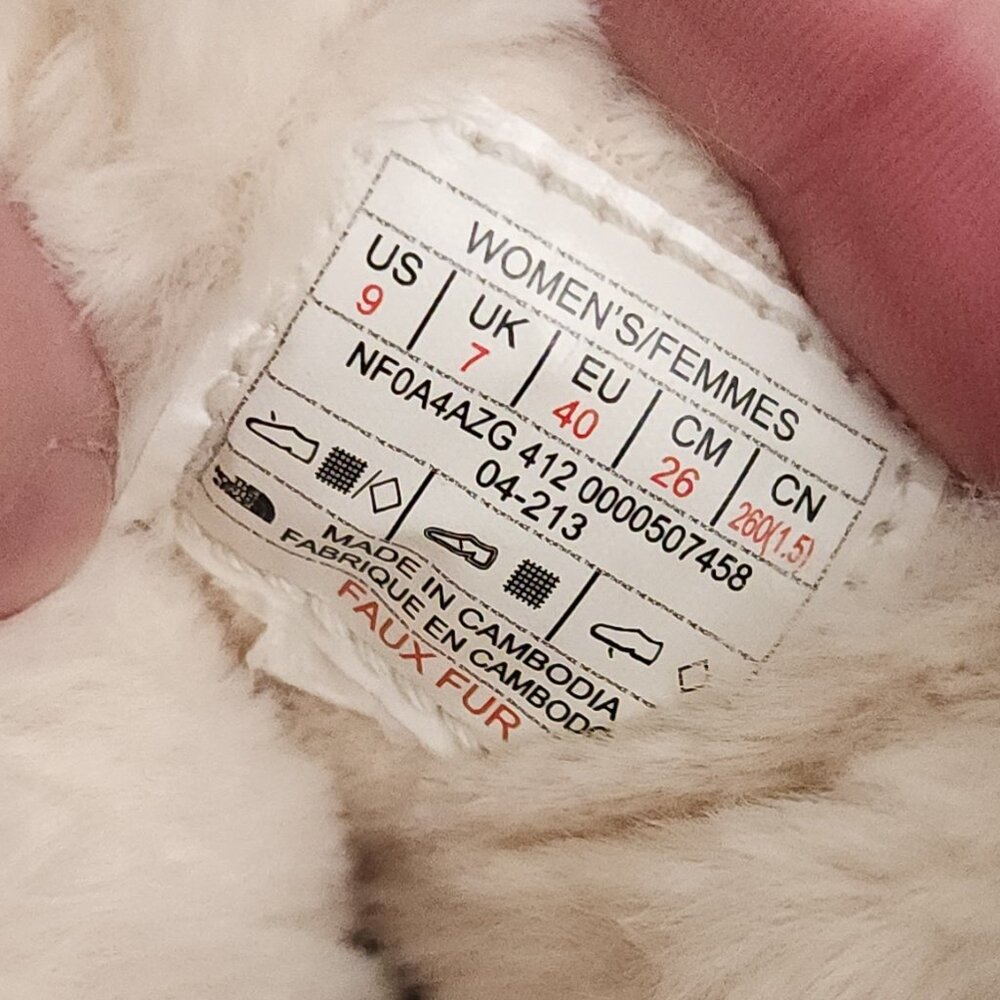 WOMEN'S/FEMMES
US UK EU CM CN
9 7 40 26 260(1.5)
NF0A4AZG 412 0000507458
04-213
MADE IN CAMBODIA
FABRIQUE EN
FAUX FUR